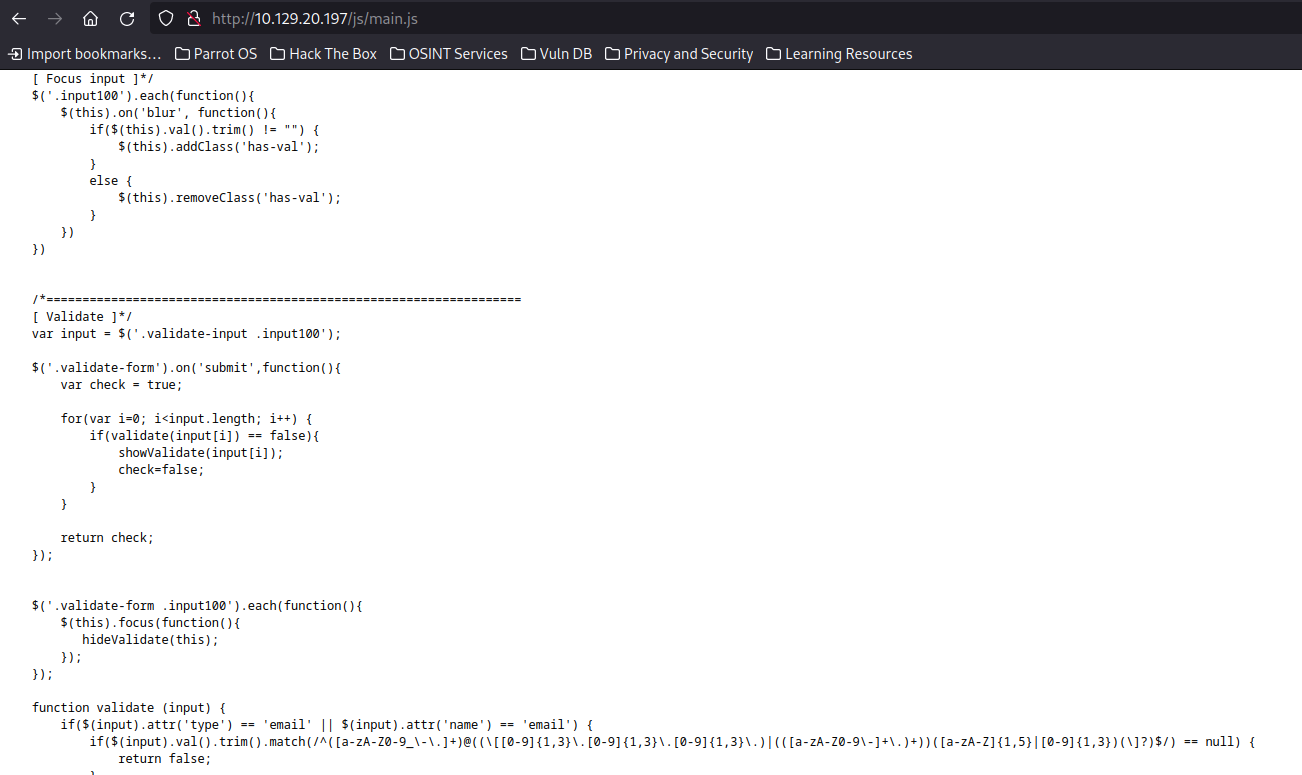 http://10.129.20.197/js/main.js
Import bookmarks... Parrot OS Hack The Box OSINT Services Vuln DB Privacy and Security Learning Resources
[ Focus input ]*/
$('.input100').each(function(){
    $(this).on('blur', function(){
        if($(this).val().trim() != "") {
            $(this).addClass('has-val');
        }
        else {
            $(this).removeClass('has-val');
        }
    })
})
/*==================================================================
[ Validate ]*/
var input = $('.validate-input .input100');
$('.validate-form').on('submit',function(){
    var check = true;
    for(var i=0; i<input.length; i++) {
        if(validate(input[i]) == false){
            showValidate(input[i]);
            check=false;
        }
    }
    return check;
});
$('.validate-form .input100').each(function(){
    $(this).focus(function(){
       hideValidate(this);
    });
});
function validate (input) {
    if($(input).attr('type') == 'email' || $(input).attr('name') == 'email') {
        if($(input).val().trim().match(/^([a-zA-Z0-9_\-\.]+)@((\[[0-9]{1,3}\.[0-9]{1,3}\.[0-9]{1,3}\.)|(([a-zA-Z0-9\-]+\.)+))([a-zA-Z]{1,5}|[0-9]{1,3})(\]?)$/) == null) {
            return false;
        }